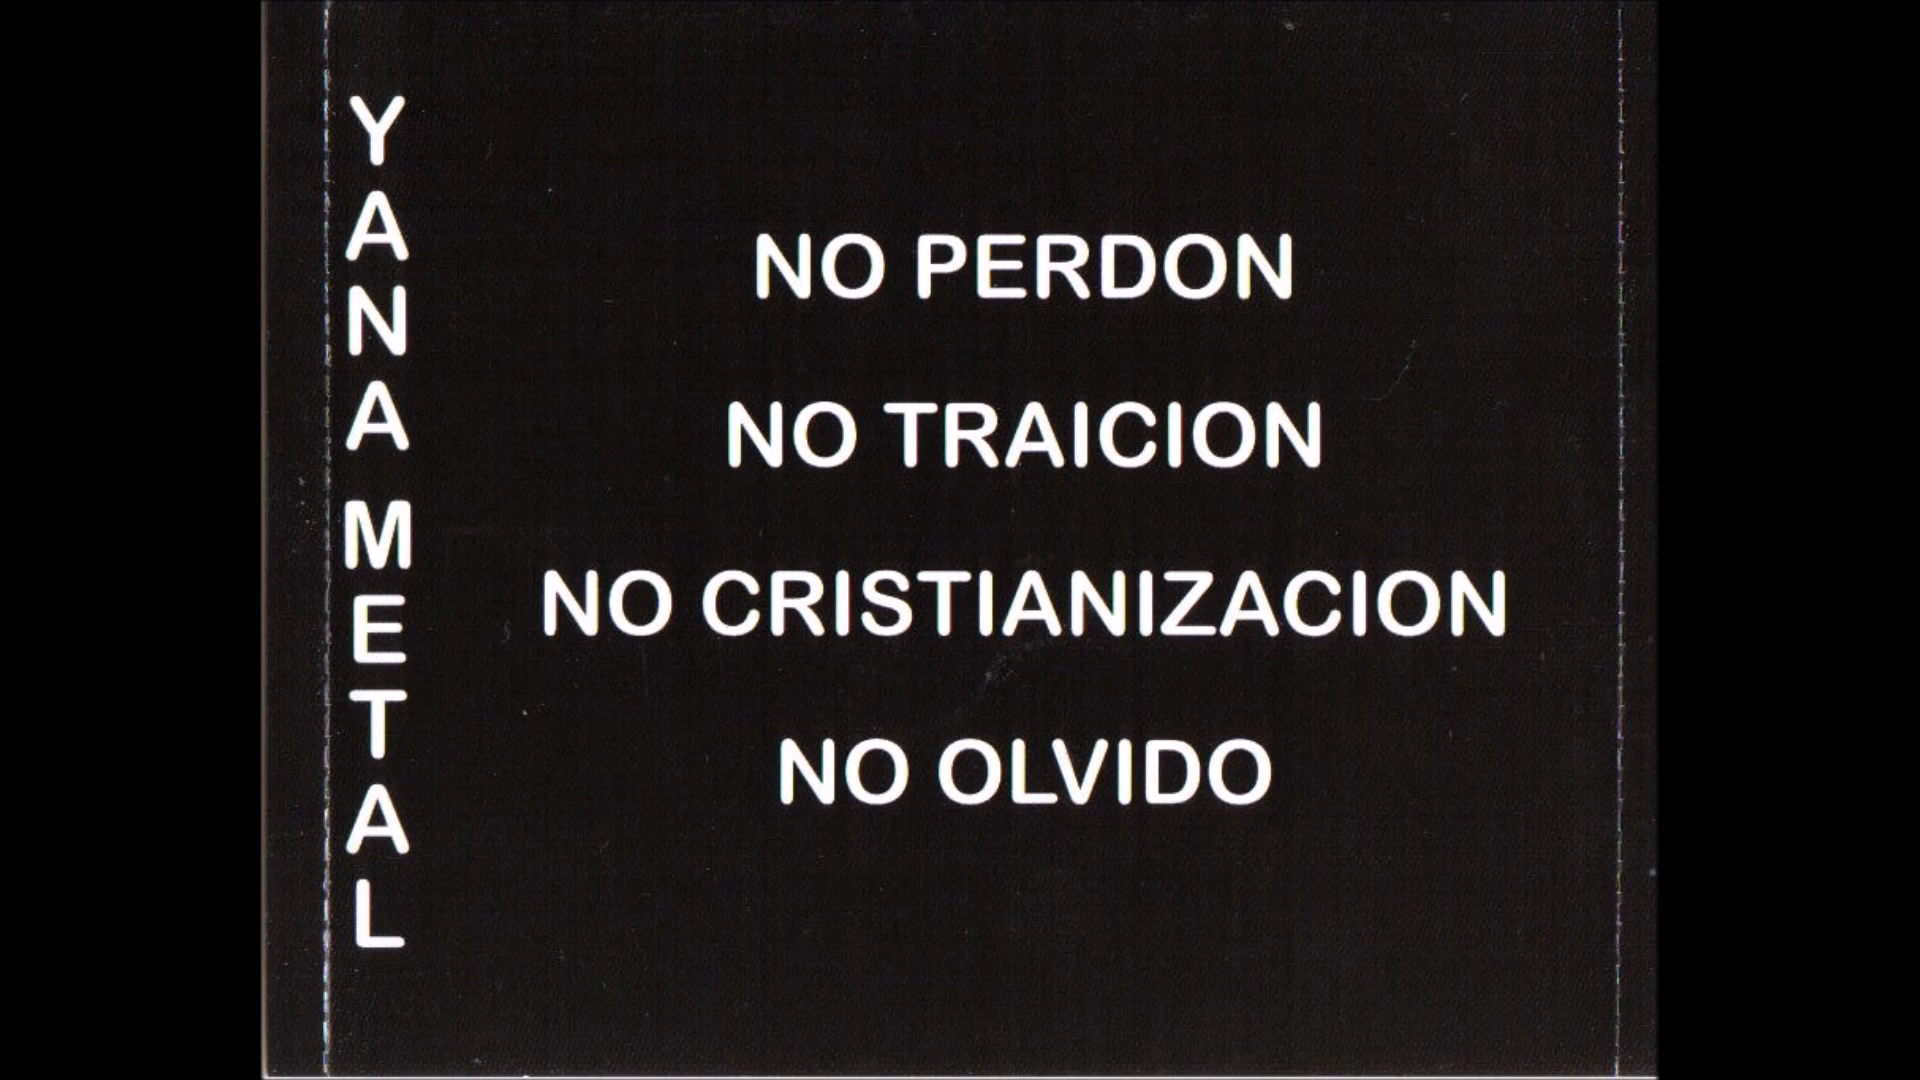 YANA METAL
NO PERDON
NO TRAICION
NO CRISTIANIZACION
NO OLVIDO